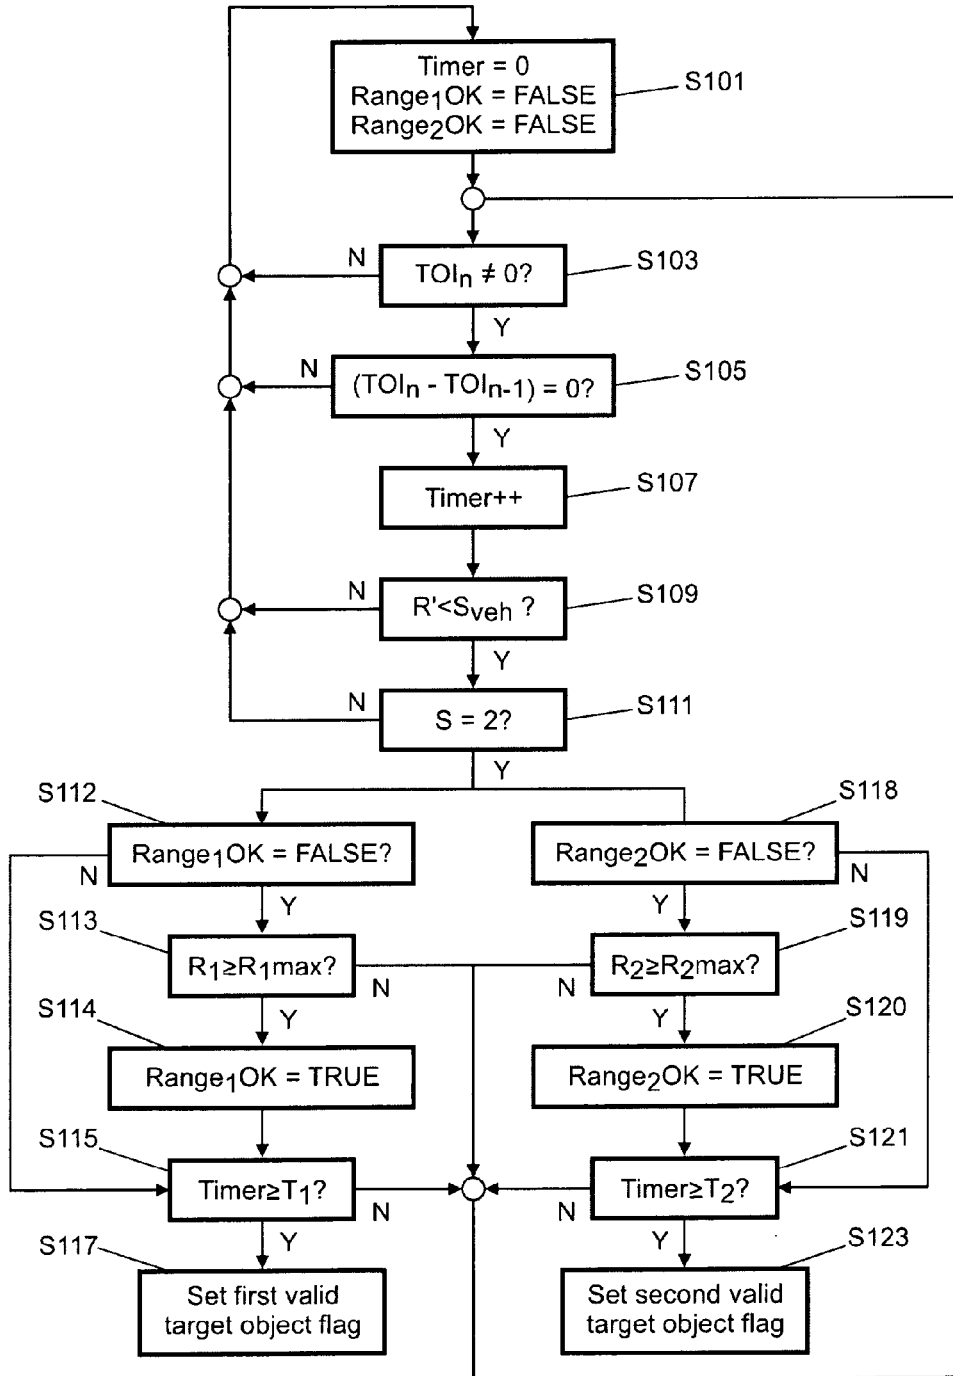 Timer = 0
Range1OK = FALSE
Range2OK = FALSE
S101
N
TOIn ≠ 0?
S103
Y
N
(TOIn - TOIn-1) = 0?
S105
Y
Timer++
S107
N
R'<Sveh ?
S109
Y
N
S = 2?
S111
Y
S112
S118
Range1OK = FALSE?
Range2OK = FALSE?
N
N
Y
Y
S113
S119
R1≥R1max?
R2≥R2max?
N
N
S114
Y
Y
S120
Range1OK = TRUE
Range2OK = TRUE
S115
S121
Timer≥T1?
Timer≥T2?
N
N
S117
Y
Y
S123
Set first valid
target object flag
Set second valid
target object flag